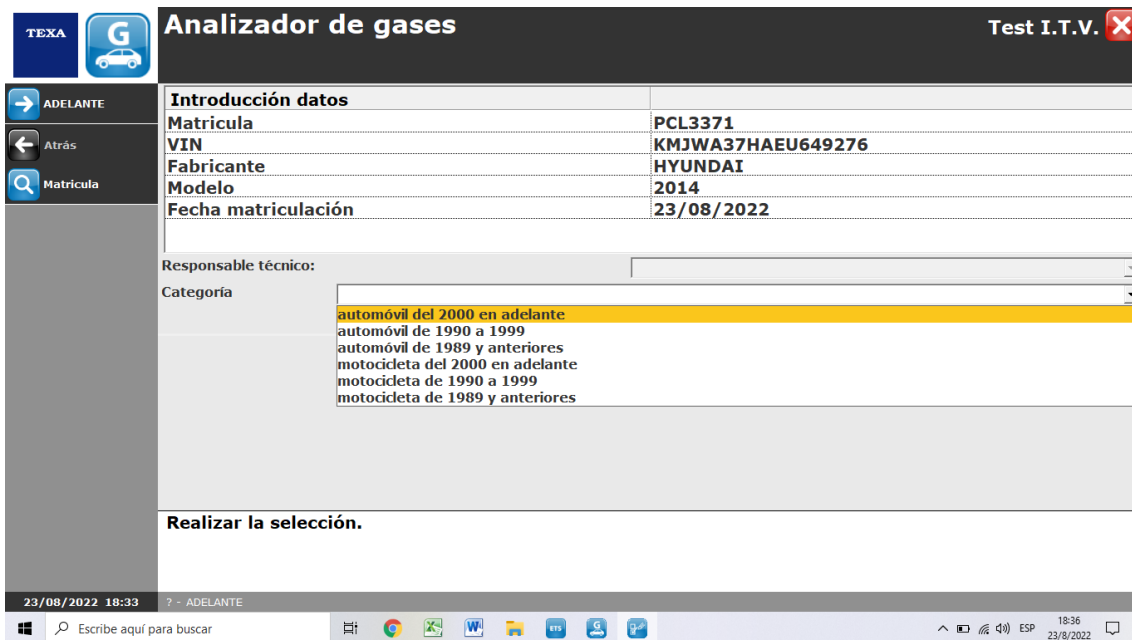 TEXA
G
Analizador de gases
Test I.T.V.
ADELANTE
Atrás
Matricula
Introducción datos
Matricula PCL3371
VIN KMJWA37HAEU649276
Fabricante HYUNDAI
Modelo 2014
Fecha matriculación 23/08/2022
Responsable técnico:
Categoría
automóvil del 2000 en adelante
automóvil de 1990 a 1999
automóvil de 1989 y anteriores
motocicleta del 2000 en adelante
motocicleta de 1990 a 1999
motocicleta de 1989 y anteriores
Realizar la selección.
23/08/2022 18:33
? - ADELANTE
Escribe aquí para buscar
ETS
G
ESP
18:36
23/8/2022